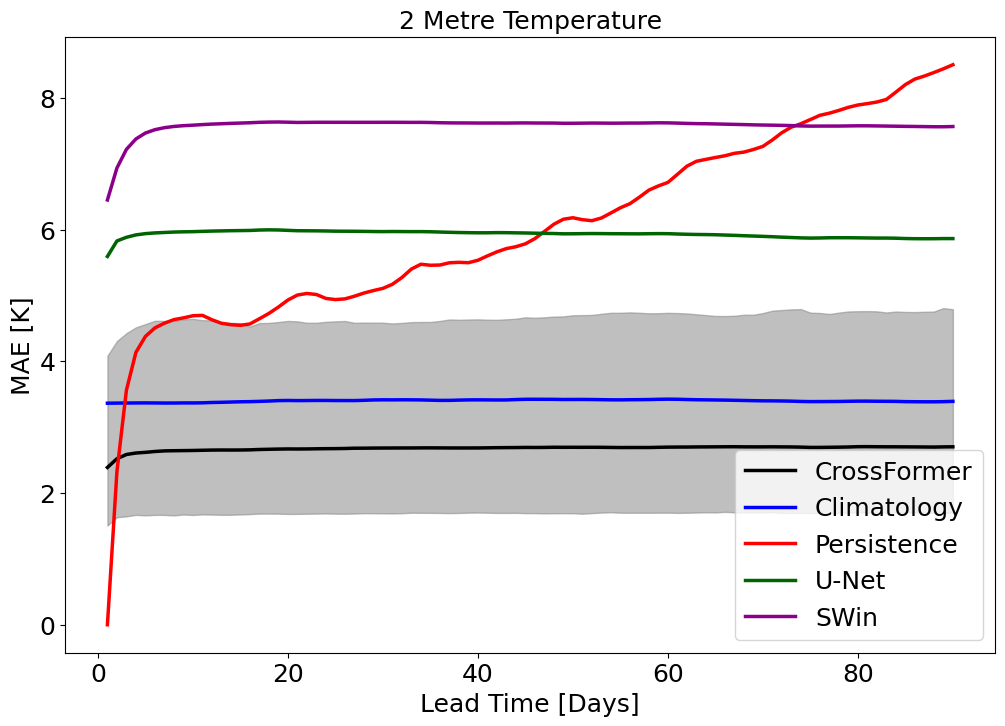 2 Metre Temperature
MAE [K]
8
6
4
2
0
0 20 40 60 80
Lead Time [Days]
CrossFormer
Climatology
Persistence
U-Net
SWin